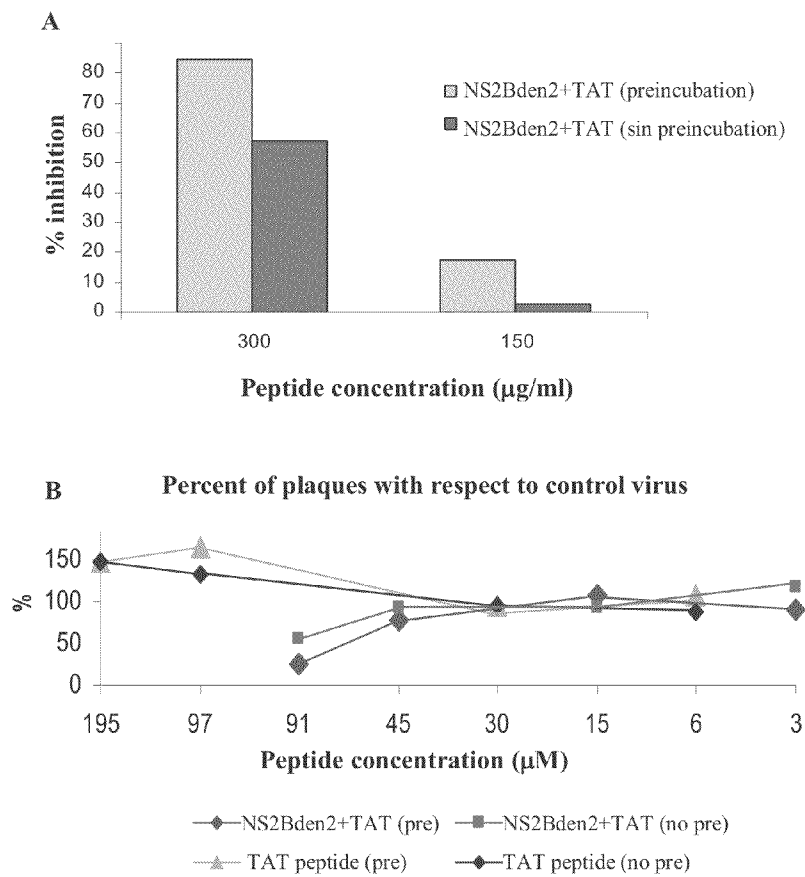 A
80
70
60
50
40
30
20
10
0
% inhibition
NS2Bden2+TAT (preincubation)
NS2Bden2+TAT (sin preincubation)
300 150
Peptide concentration (µg/ml)
B Percent of plaques with respect to control virus
150
100
50
0
%
195 97 91 45 30 15 6 3
Peptide concentration (µM)
NS2Bden2+TAT (pre) NS2Bden2+TAT (no pre)
TAT peptide (pre) TAT peptide (no pre)